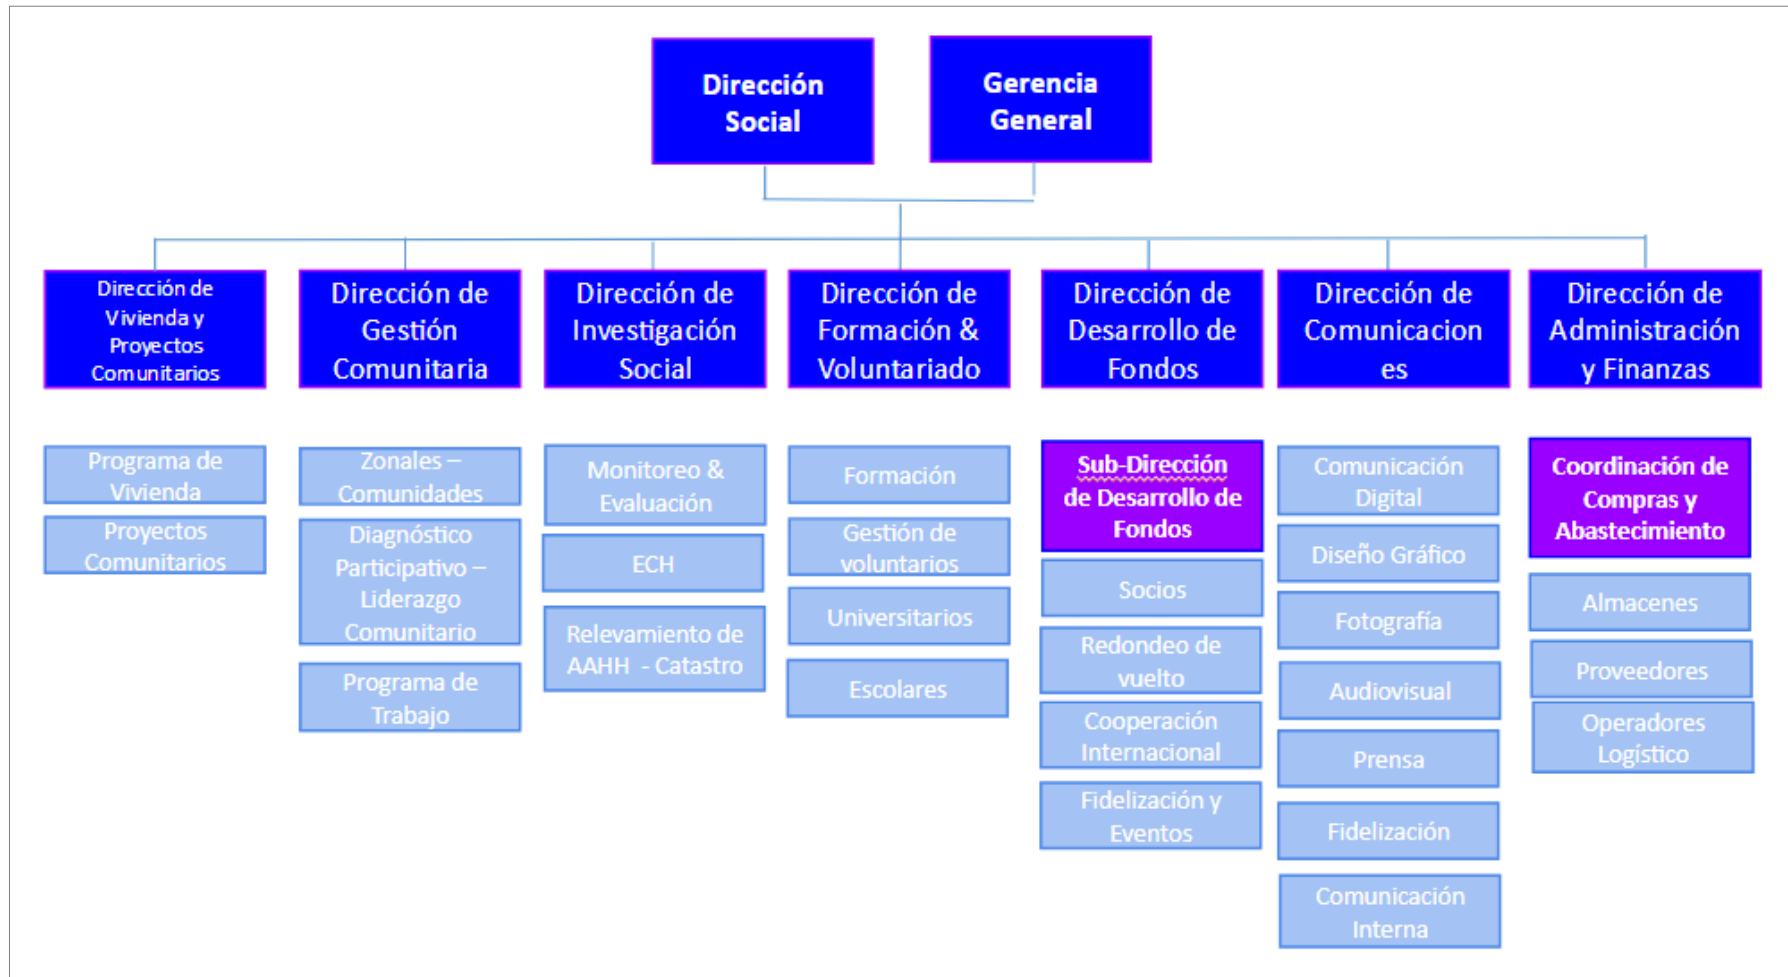 Dirección
Social
Gerencia
General
Dirección de
Vivienda y
Proyectos
Comunitarios
Dirección de
Gestión
Comunitaria
Dirección de
Investigación
Social
Dirección de
Formación &
Voluntariado
Dirección de
Desarrollo de
Fondos
Dirección de
Comunicacion
es
Dirección de
Administración
y Finanzas
Programa de
Vivienda
Proyectos
Comunitarios
Zonales –
Comunidades
Diagnóstico
Participativo –
Liderazgo
Comunitario
Programa de
Trabajo
Monitoreo &
Evaluación
ECH
Relevamiento de
AAHH - Catastro
Formación
Gestión de
voluntarios
Universitarios
Escolares
Sub-Dirección
de Desarrollo de
Fondos
Socios
Redondeo de
vuelto
Cooperación
Internacional
Fidelización y
Eventos
Comunicación
Digital
Diseño Gráfico
Fotografía
Audiovisual
Prensa
Fidelización
Comunicación
Interna
Coordinación de
Compras y
Abastecimiento
Almacenes
Proveedores
Operadores
Logístico